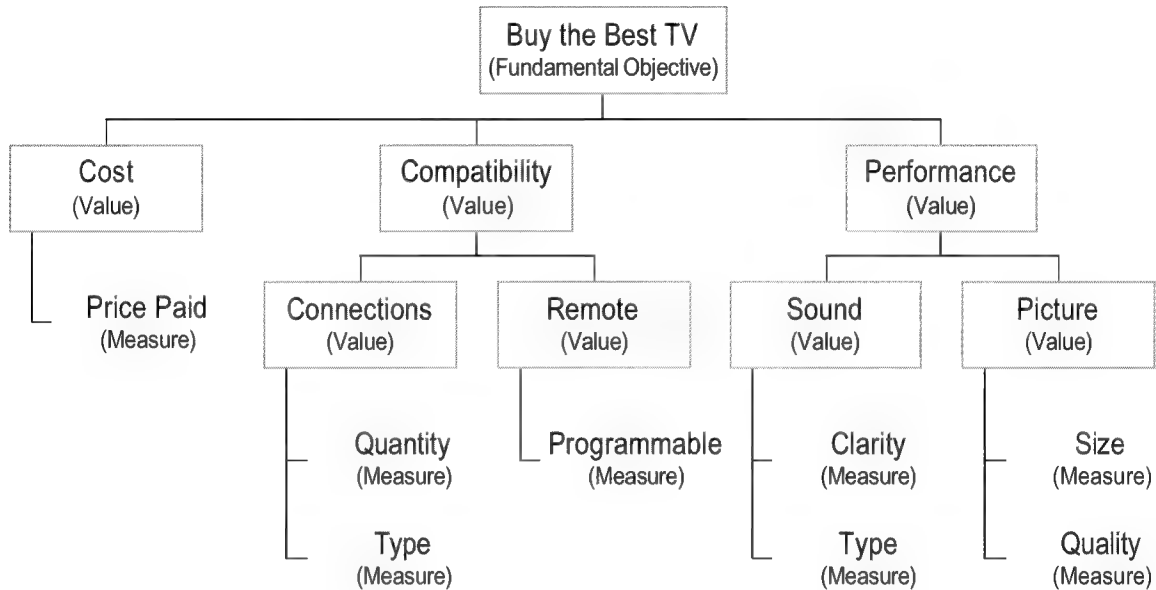 Buy the Best TV
(Fundamental Objective)
Cost
(Value)
Compatibility
(Value)
Performance
(Value)
Price Paid
(Measure)
Connections
(Value)
Remote
(Value)
Sound
(Value)
Picture
(Value)
Quantity
(Measure)
Programmable
(Measure)
Clarity
(Measure)
Size
(Measure)
Type
(Measure)
Type
(Measure)
Quality
(Measure)